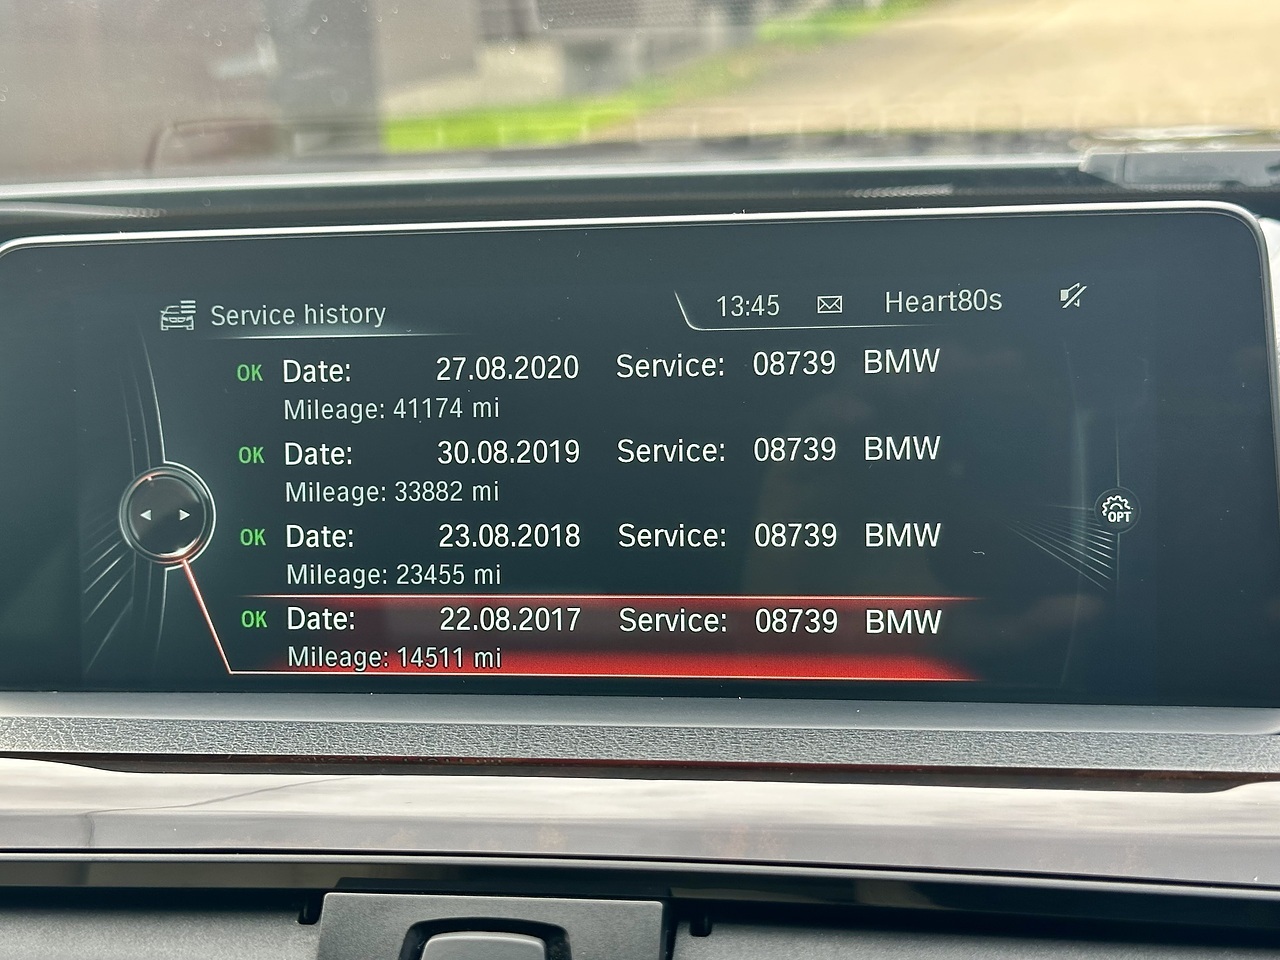 Service history 13:45 Heart80s
OK Date: 27.08.2020 Service: 08739 BMW
Mileage: 41174 mi
OK Date: 30.08.2019 Service: 08739 BMW
Mileage: 33882 mi
OK Date: 23.08.2018 Service: 08739 BMW
Mileage: 23455 mi
OPT
OK Date: 22.08.2017 Service: 08739 BMW
Mileage: 14511 mi